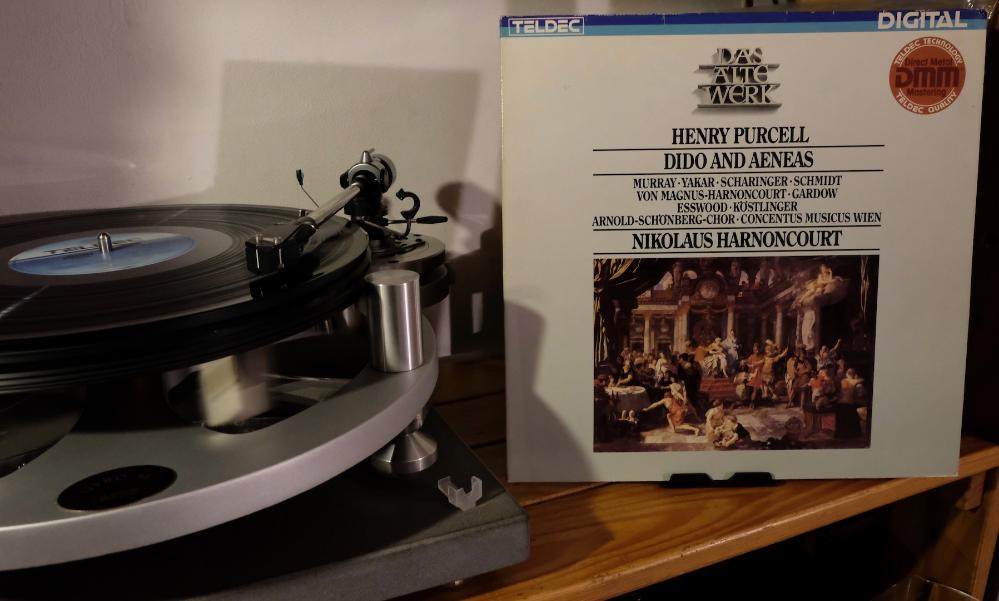 TELDEC
DIGITAL
DAS
ALTE
WERK
TELDEC TECHNOLOGY
Direct Metal
DMM
Mastering
TELDEC QUALITY
HENRY PURCELL
DIDO AND AENEAS
MURRAY·YAKAR·SCHARINGER·SCHMIDT
VON MAGNUS-HARNONCOURT·GARDOW
ESSWOOD·KÖSTLINGER
ARNOLD-SCHÖNBERG-CHOR·CONCENTUS MUSICUS WIEN
NIKOLAUS HARNONCOURT